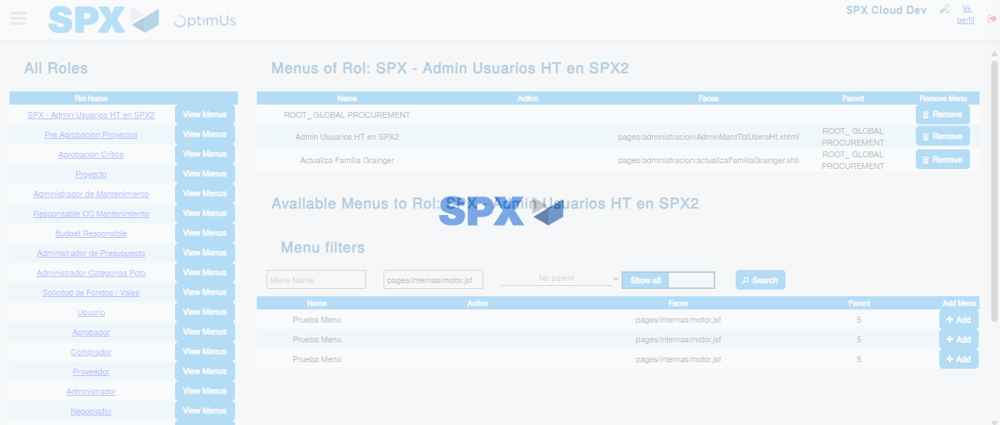 SPX OptimUs
SPX Cloud Dev
perfil
All Roles
Rol Name
SPX - Admin Usuarios HT en SPX2 View Menus
Pre Aprobacion Proyectos View Menus
Aprobacion Critica View Menus
Proyecto View Menus
Administrador de Mantenimiento View Menus
Responsable CC Mantenimiento View Menus
Budget Responsible View Menus
Administrador de Presupuesto View Menus
Administrador Categorias Ppto View Menus
Solicitud de Fondos / Vales View Menus
Usuario View Menus
Aprobador View Menus
Comprador View Menus
Proveedor View Menus
Administrador View Menus
Negociador View Menus
Menus of Rol: SPX - Admin Usuarios HT en SPX2
Name Action Faces Parent Remove Menu
ROOT_ GLOBAL PROCUREMENT Remove
Admin Usuarios HT en SPX2 pages/administracion/AdminMantTblUsersHt.xhtml ROOT_ GLOBAL
PROCUREMENT Remove
Actualiza Familia Grainger pages/administracion/actualizaFamiliaGrainger.xhtm ROOT_ GLOBAL
PROCUREMENT Remove
Available Menus to Rol: SPX - Admin Usuarios HT en SPX2
SPX
Menu filters
Menu Name pages/internas/motor.jsf No parent Show all Search
Name Action Faces Parent Add Menu
Prueba Menu pages/internas/motor.jsf 5 Add
Prueba Menu pages/internas/motor.jsf 5 Add
Prueba Menu pages/internas/motor.jsf 5 Add